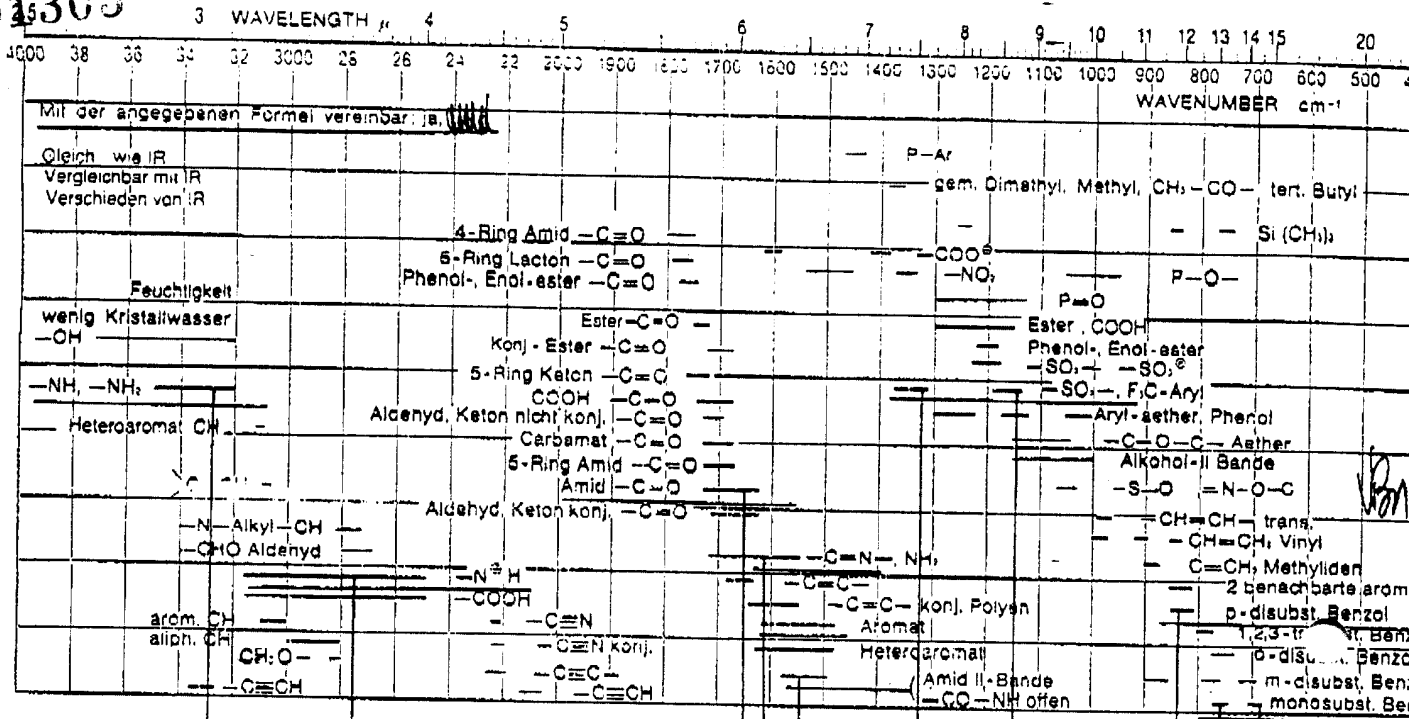 3 WAVELENGTH μ 4 5 6 7 8 9 10 11 12 13 14 15 20
4000 38 36 34 32 3000 28 26 24 22 2000 1900 1800 1700 1600 1500 1400 1300 1200 1100 1000 900 800 700 600 500
WAVENUMBER cm⁻¹
Mit der angegebenen Formel vereinbar: ja,
Gleich wie IR
P-Ar
Vergleichbar mit IR
gem. Dimethyl, Methyl, CH₃-CO- tert. Butyl
Verschieden von IR
4-Ring Amid -C=O
Si(CH₃)₃
5-Ring Lacton -C=O
-COO⊖
Phenol-, Enol-ester -C=O
-NO₂
P-O-
Feuchtigkeit
P=O
wenig Kristallwasser
Ester-C=O
Ester, COOH
-OH
Konj-Ester -C=O
Phenol-, Enol-ester
5-Ring Keton -C=C
-SO₃- -SO₃⊖
-NH, -NH₂
COOH -C=O
-SO₂-, F₃C-Aryl
Aldehyd, Keton nicht konj. -C=O
Aryl-aether, Phenol
Heteroaromat CH
Carbamat -C=O
-C-O-C- Aether
5-Ring Amid -C=O
Alkohol-II Bande
Amid -C=O
-S-O =N-O-C
Aldehyd, Keton konj. -C=O
-CH=CH- trans.
-N-Alkyl-CH
-CH=CH₂ Vinyl
-CHO Aldehyd
-C=N-, NH₂
C=CH₂ Methyliden
-N⊕H
-C=C-
2 benachbarte arom
-COOH
-C=C- konj. Polyen
p-disubst. Benzol
arom. CH
-C≡N
Aromat
aliph. CH
-C≡N konj.
Heteroaromat
CH₃O-
-C≡C-
m-disubst. Benz
-C≡CH
-C≡CH
Amid II-Bande
-CO-NH offen
monosubst. Be